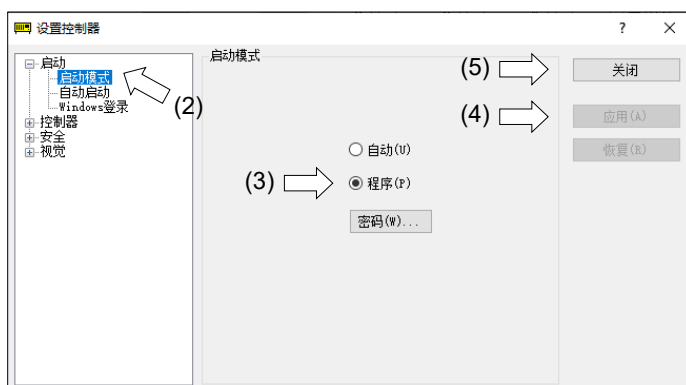 设置控制器
?
启动
启动模式
自动启动
Windows登录
控制器
安全
视觉
(2)
启动模式
自动(U)
(3)
程序(P)
密码(W)...
(5)
关闭
(4)
应用(A)
恢复(R)